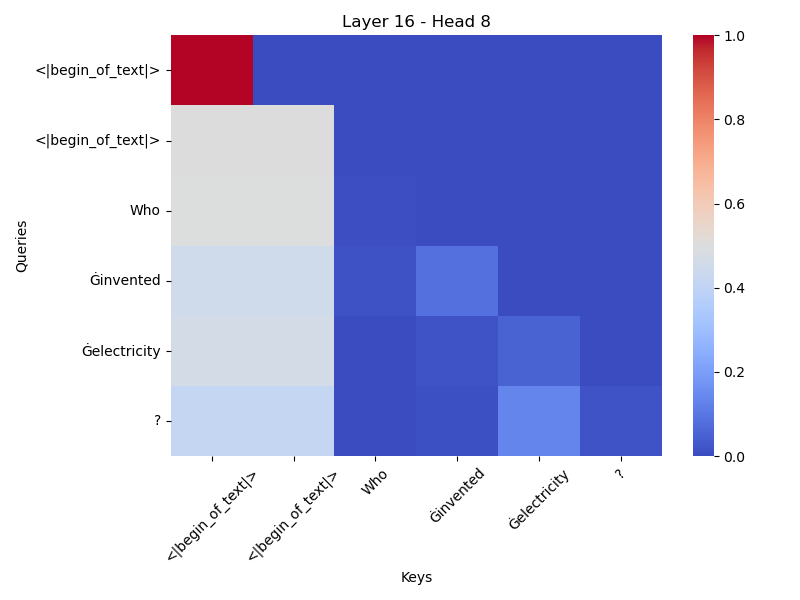 Layer 16 - Head 8
<|begin_of_text|>
<|begin_of_text|>
Who
Ġinvented
Ġelectricity
?
Queries
<|begin_of_text|>
<|begin_of_text|>
Who
Ġinvented
Ġelectricity
?
Keys
1.0
0.8
0.6
0.4
0.2
0.0